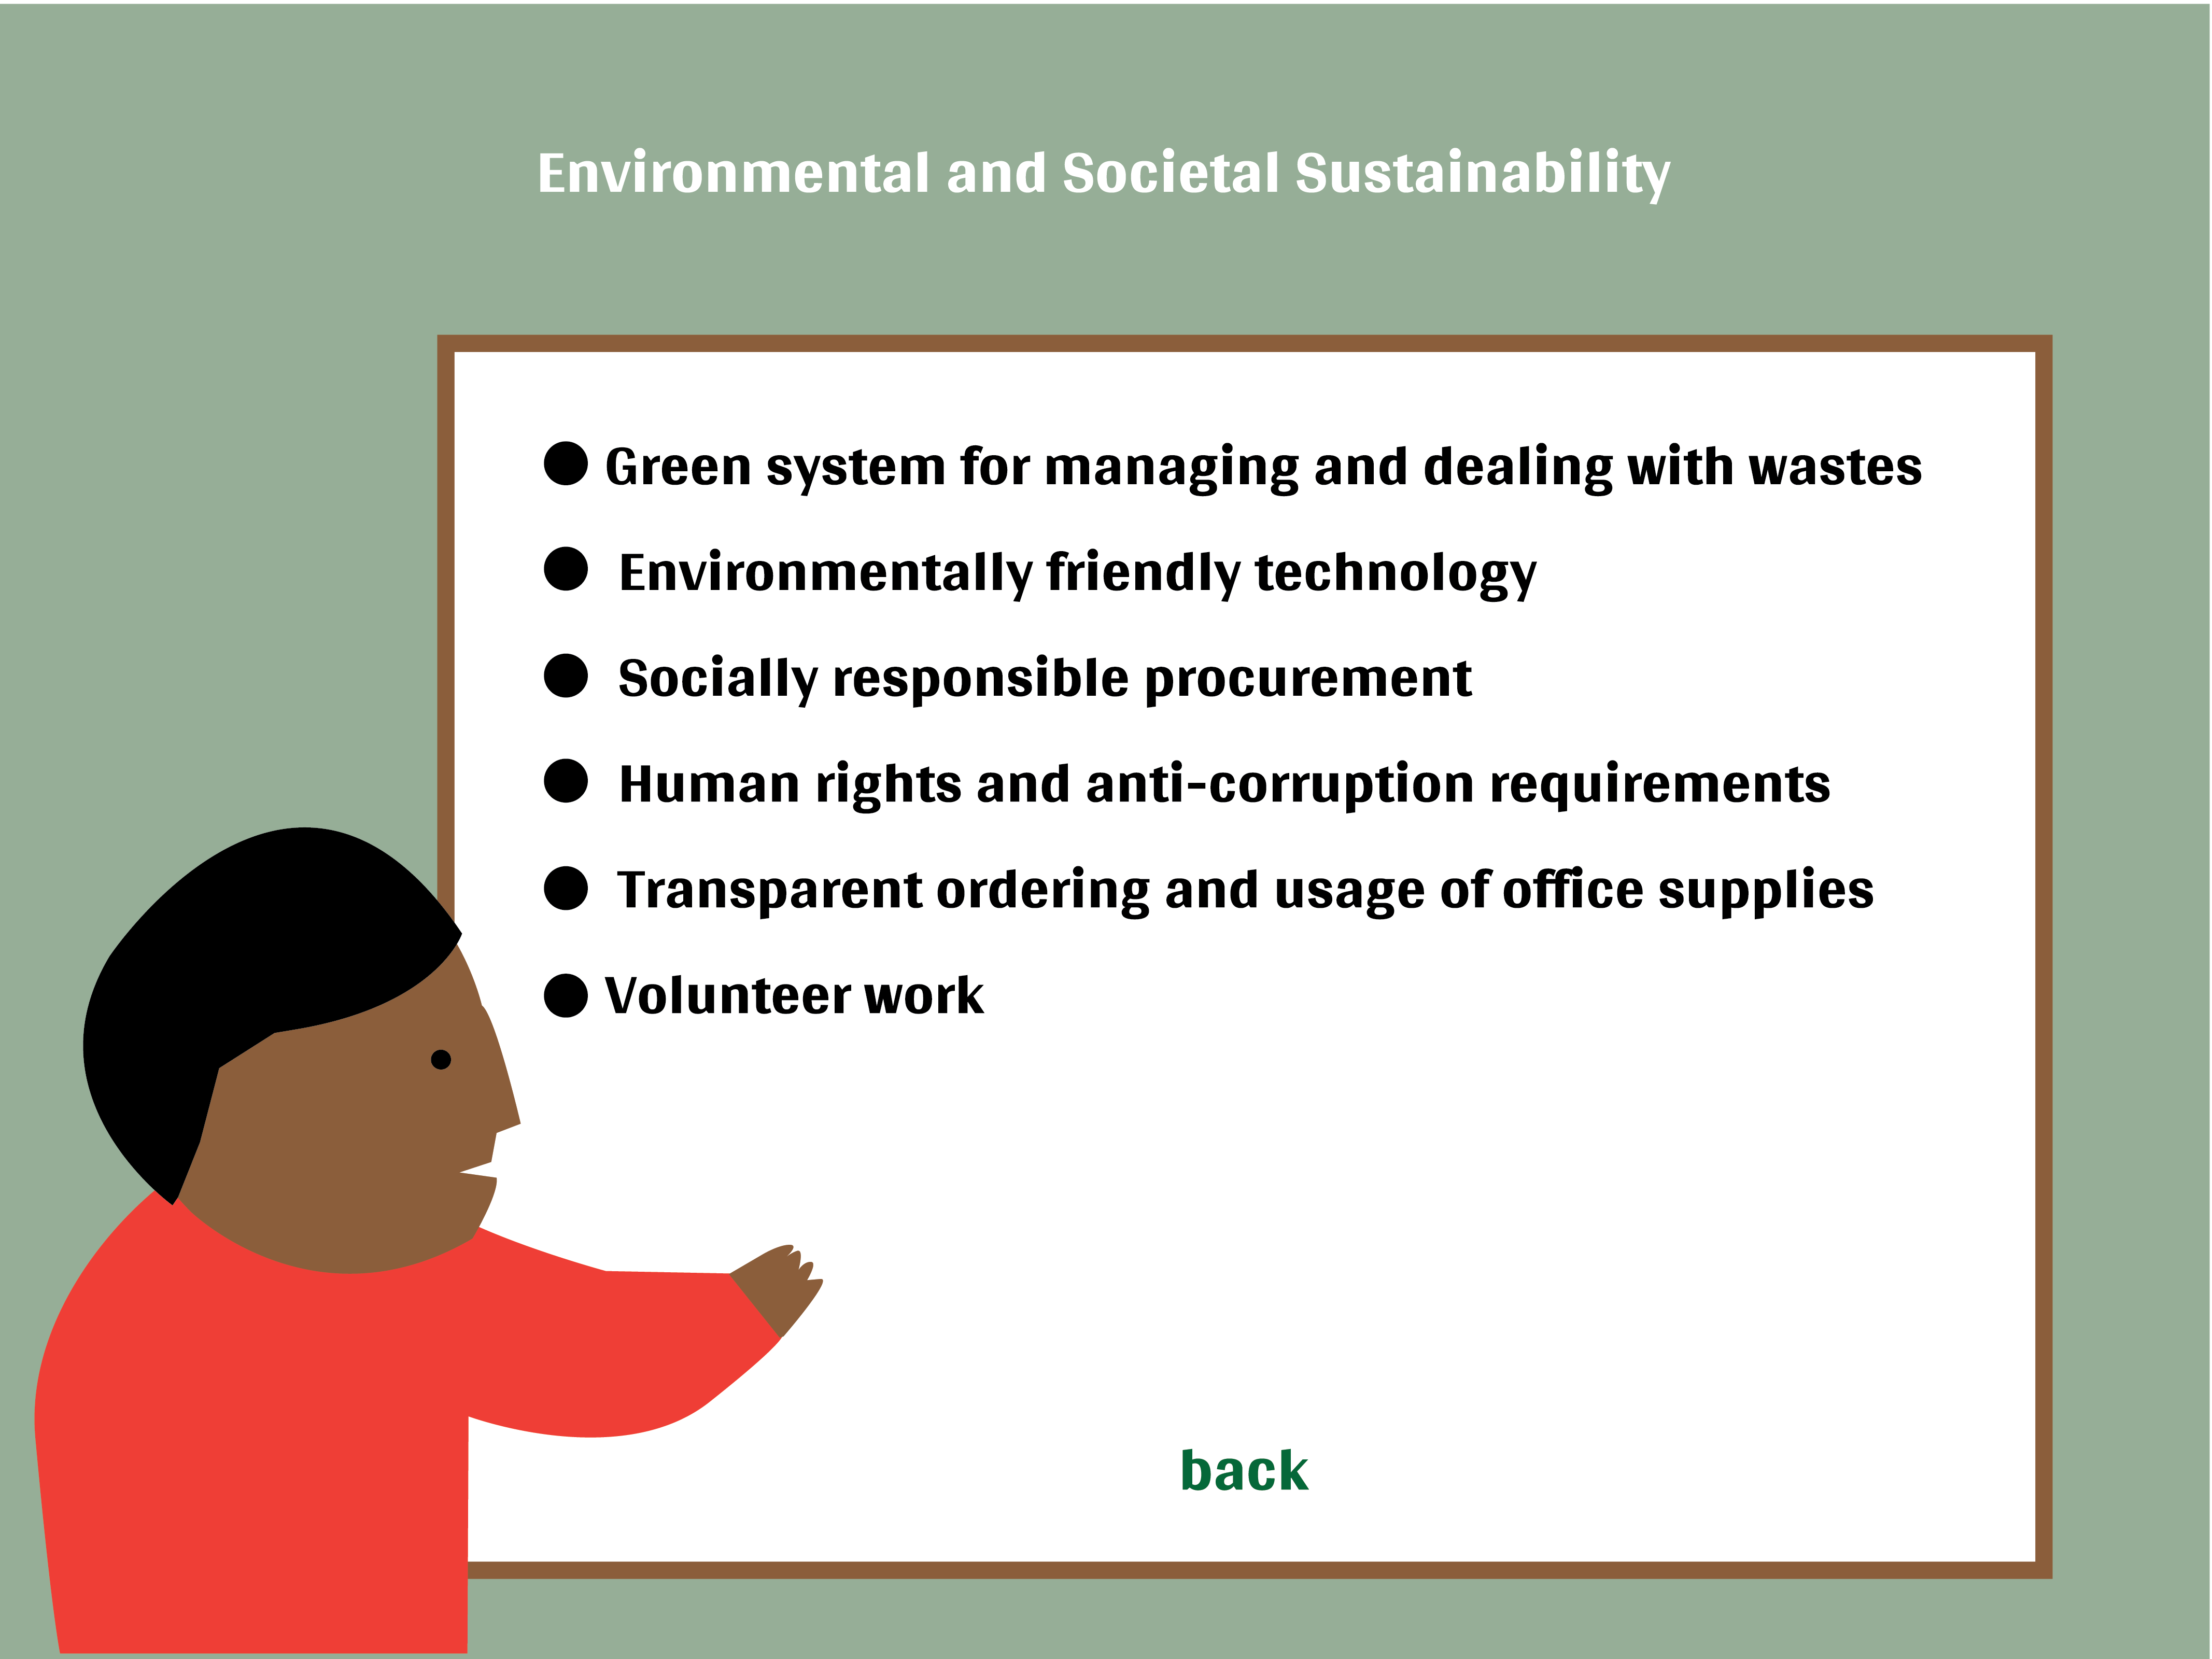 Environmental and Societal Sustainability
● Green system for managing and dealing with wastes
● Environmentally friendly technology
● Socially responsible procurement
● Human rights and anti-corruption requirements
● Transparent ordering and usage of office supplies
● Volunteer work
back